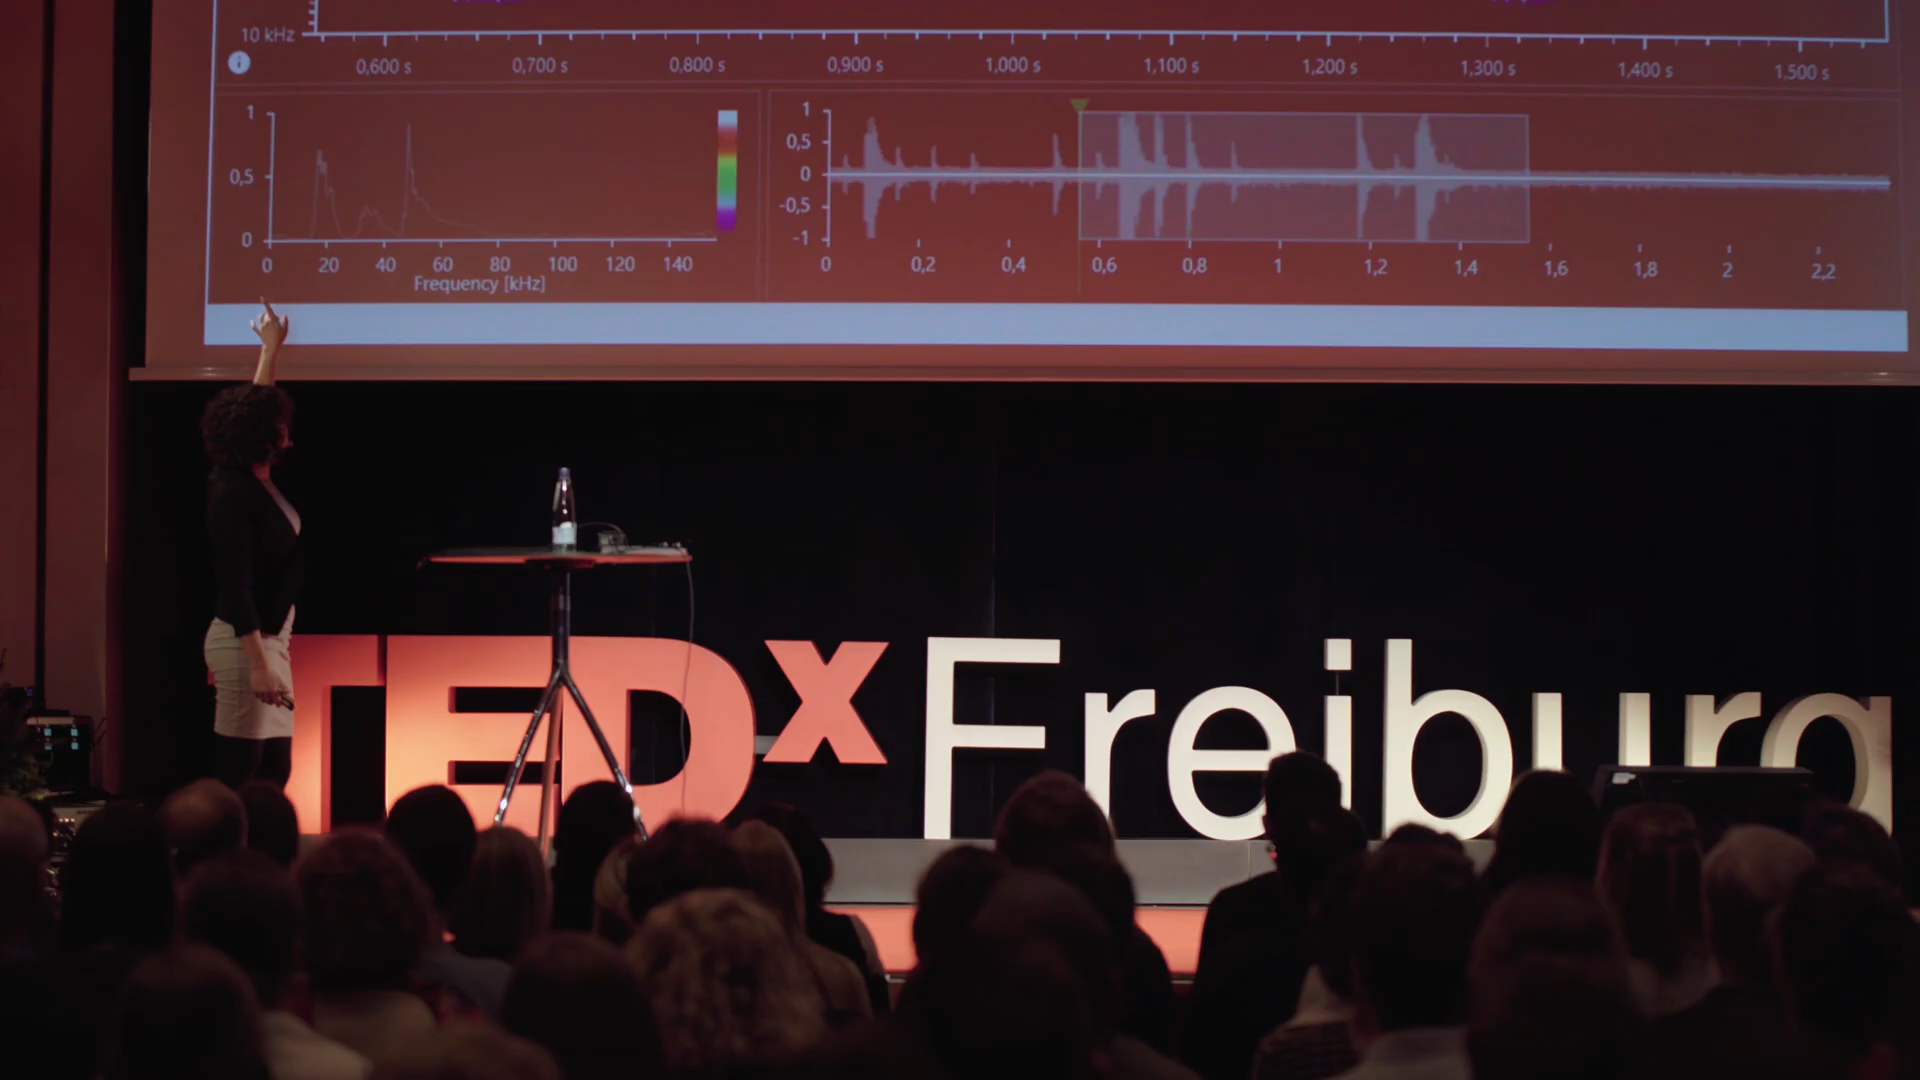 10 kHz
0,600 s 0,700 s 0,800 s 0,900 s 1,000 s 1,100 s 1,200 s 1,300 s 1,400 s 1,500 s
i
1
0,5
0
0 20 40 60 80 100 120 140
Frequency [kHz]
1
0,5
0
-0,5
-1
0 0,2 0,4 0,6 0,8 1 1,2 1,4 1,6 1,8 2 2,2
TEDxFreiburg